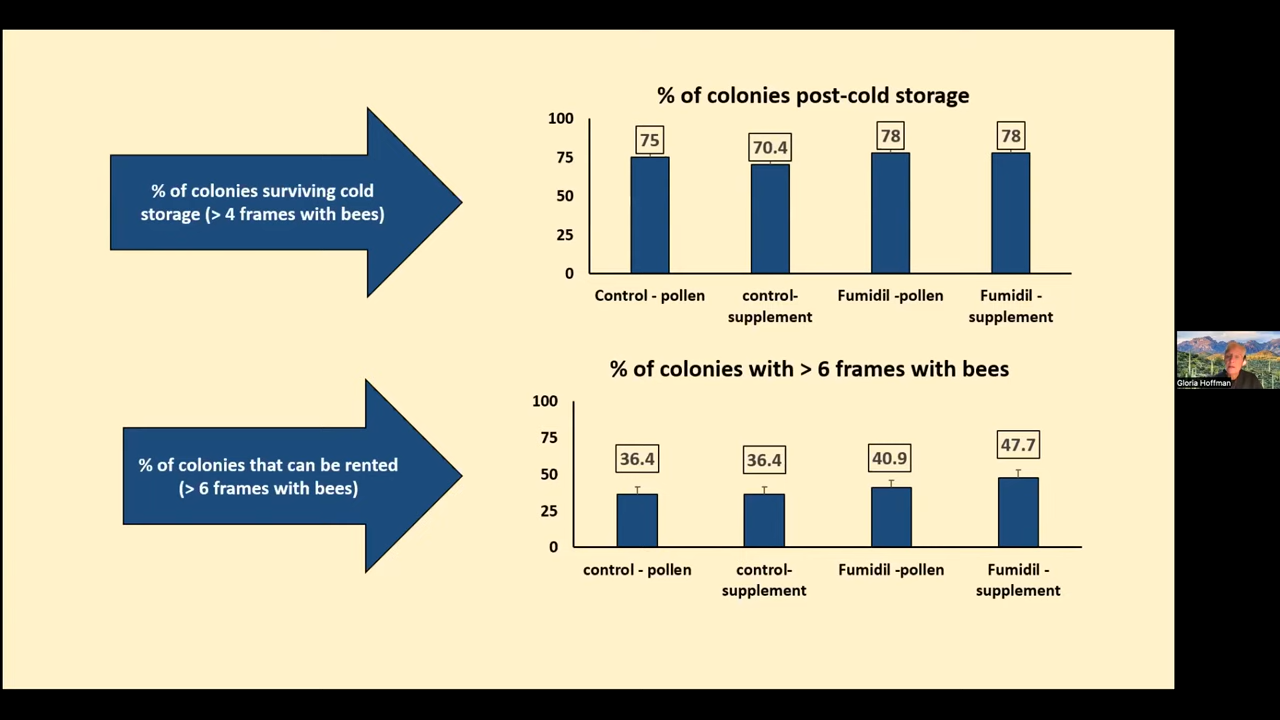 % of colonies surviving cold
storage (> 4 frames with bees)
% of colonies post-cold storage
100
75
50
25
0
75
70.4
78
78
Control - pollen
control-
supplement
Fumidil -pollen
Fumidil -
supplement
% of colonies that can be rented
(> 6 frames with bees)
% of colonies with > 6 frames with bees
100
75
50
25
0
36.4
36.4
40.9
47.7
control - pollen
control-
supplement
Fumidil -pollen
Fumidil -
supplement
Gloria Hoffman